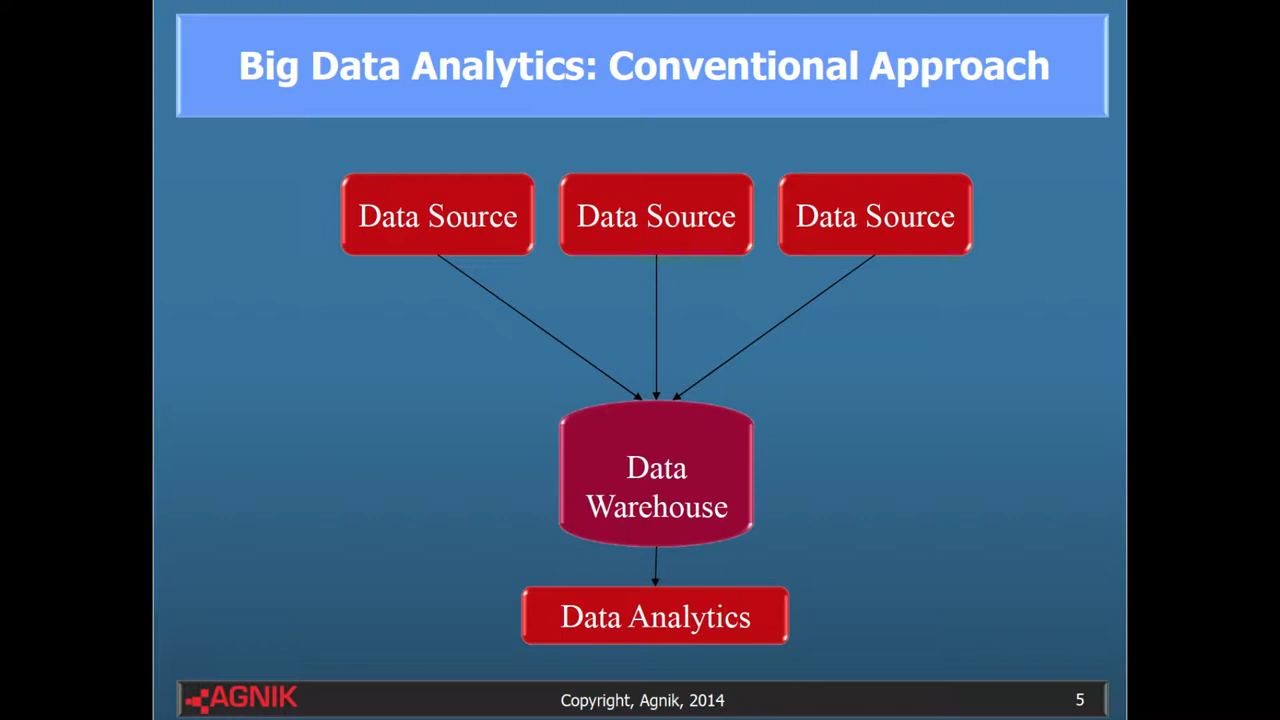 Big Data Analytics: Conventional Approach
Data Source
Data Source
Data Source
Data
Warehouse
Data Analytics
AGNIK
Copyright, Agnik, 2014
5